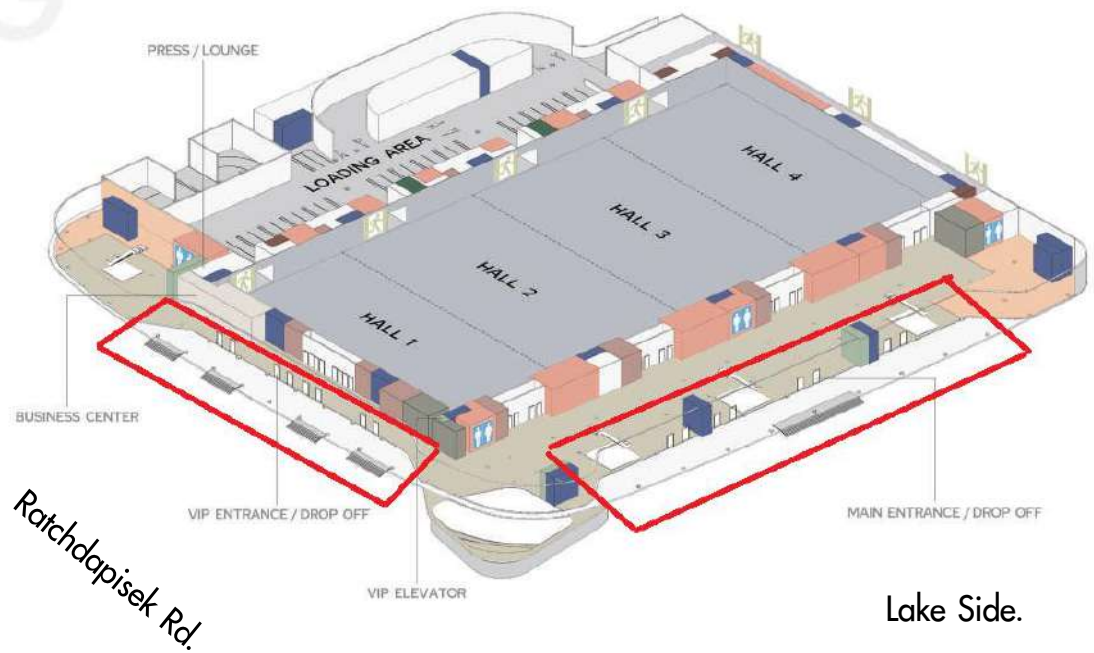 PRESS / LOUNGE
LOADING AREA
HALL 4
HALL 3
HALL 2
HALL 1
BUSINESS CENTER
VIP ENTRANCE / DROP OFF
MAIN ENTRANCE / DROP OFF
VIP ELEVATOR
Ratchdapisek Rd.
Lake Side.